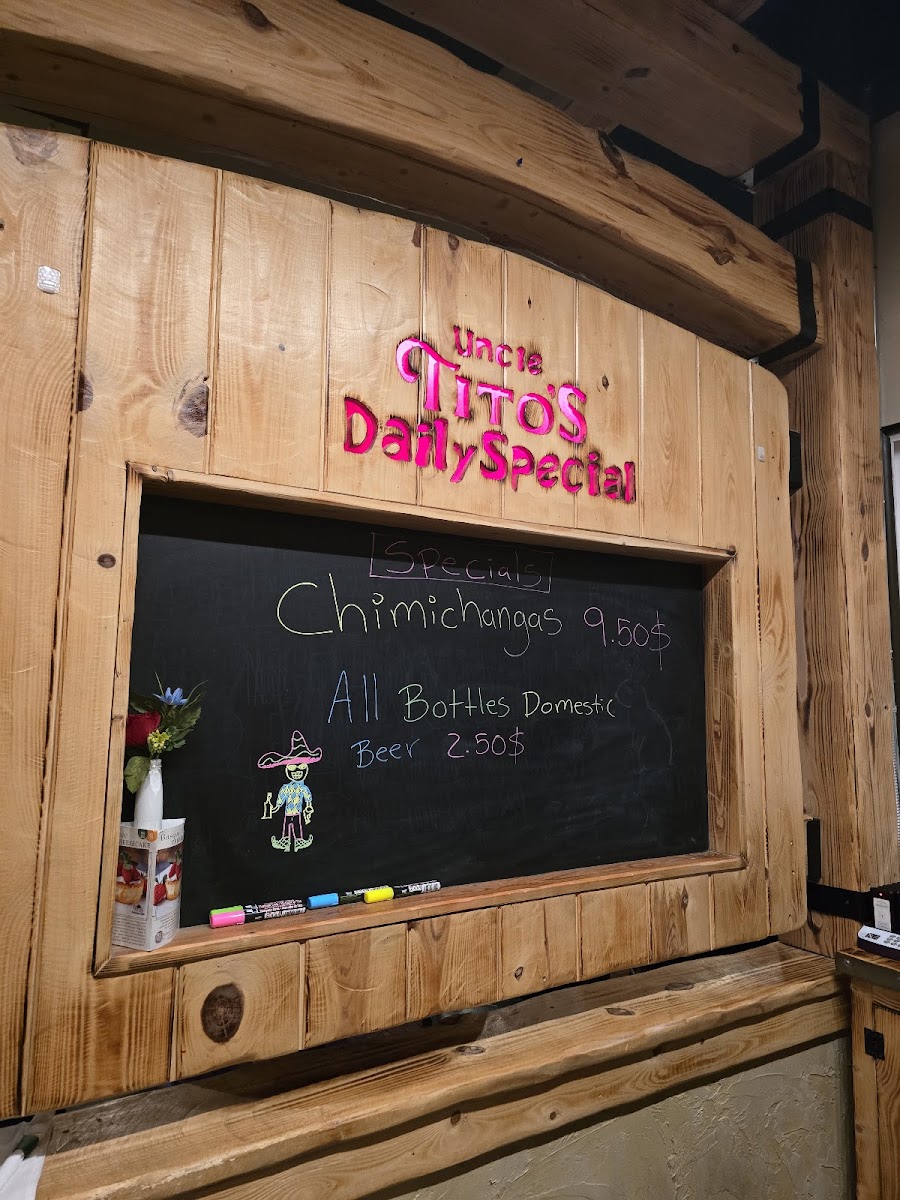 Uncle
TITO'S
Daily Special
Specials
Chimichangas 9.50$
All Bottles Domestic
Beer 2.50$